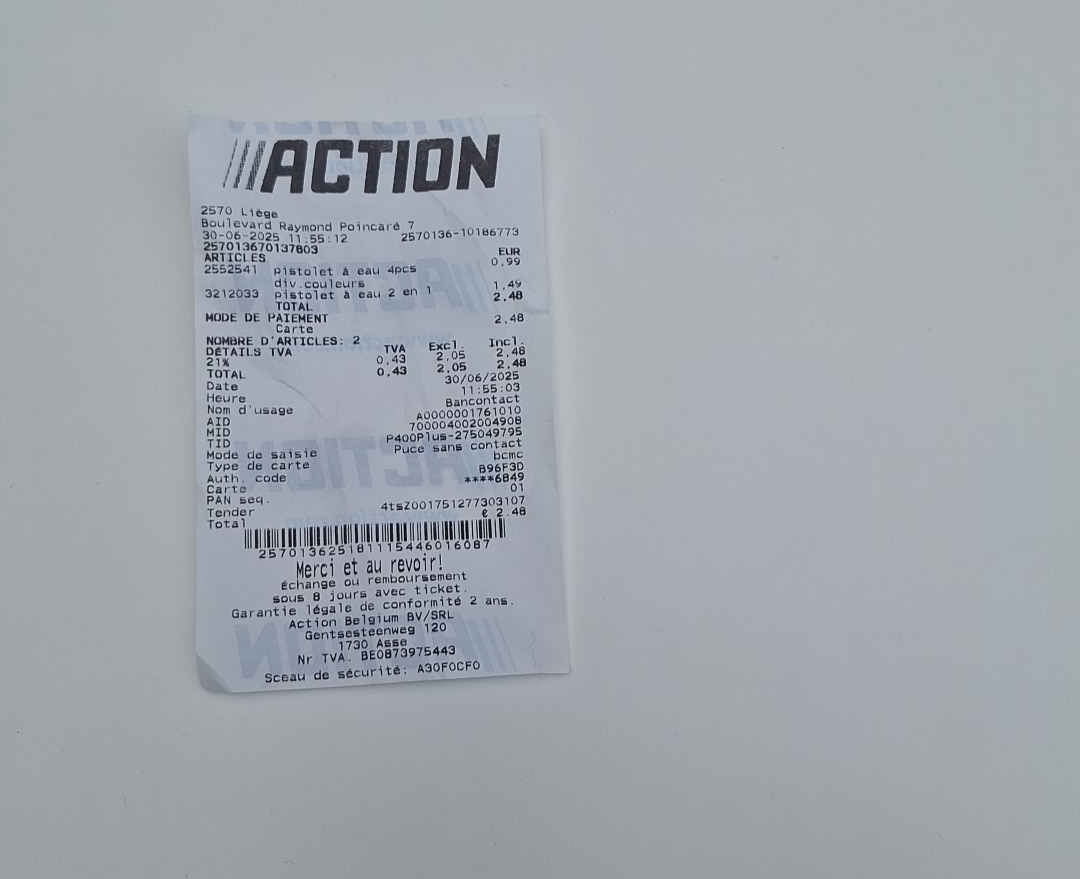 ///ACTION
2570 Liège
Boulevard Raymond Poincaré 7
30-06-2025 11:55:12 2570136-10186773
257013670137803
ARTICLES EUR
2552541 pistolet à eau 4pcs 0,99
div.couleurs
3212033 pistolet à eau 2 en 1 1,49
TOTAL 2,48
MODE DE PAIEMENT
Carte 2,48
NOMBRE D'ARTICLES: 2
DÉTAILS TVA TVA Excl. Incl.
21% 0,43 2,05 2,48
TOTAL 0,43 2,05 2,48
Date 30/06/2025
Heure 11:55:03
Nom d'usage Bancontact
AID A0000001761010
MID 700004002004908
TID P400Plus-275049795
Mode de saisie Puce sans contact
Type de carte bcmc
Auth. code B96F3D
Carte ****6849
PAN seq. 01
Tender 4tsZ001751277303107
Total € 2.48
257013625181115446016087
Merci et au revoir!
échange ou remboursement
sous 8 jours avec ticket.
Garantie légale de conformité 2 ans.
Action Belgium BV/SRL
Gentsesteenweg 120
1730 Asse
Nr TVA. BE0873975443
Sceau de sécurité: A30F0CF0